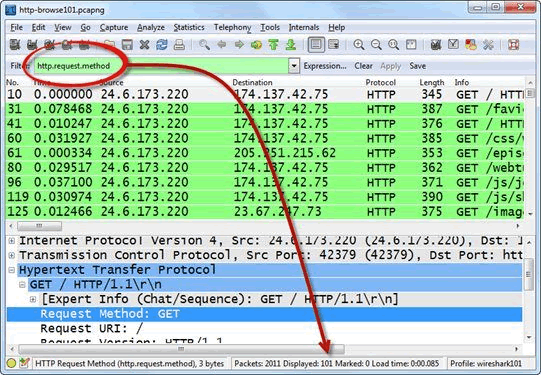 http-browse101.pcapng
File Edit View Go Capture Analyze Statistics Telephony Tools Internals Help
Filter: http.request.method Expression... Clear Apply Save
No. Time Source Destination Protocol Length Info
10 0.000000 24.6.173.220 174.137.42.75 HTTP 345 GET / HTTP
31 0.078468 24.6.173.220 174.137.42.75 HTTP 387 GET /favi
41 0.010247 24.6.173.220 174.137.42.75 HTTP 376 GET / HTT
60 0.031927 24.6.173.220 174.137.42.75 HTTP 385 GET /css/
61 0.000334 24.6.173.220 205.251.215.62 HTTP 353 GET /epis
80 0.029517 24.6.173.220 174.137.42.75 HTTP 362 GET /webt
96 0.037100 24.6.173.220 174.137.42.75 HTTP 371 GET /js/j
119 0.030974 24.6.173.220 174.137.42.75 HTTP 390 GET /js/s
125 0.012466 24.6.173.220 23.67.247.73 HTTP 375 GET /imag
Internet Protocol Version 4, Src: 24.6.173.220 (24.6.173.220), Dst: 1
Transmission Control Protocol, Src Port: 42379 (42379), Dst Port: htt
Hypertext Transfer Protocol
GET / HTTP/1.1\r\n
[Expert Info (Chat/Sequence): GET / HTTP/1.1\r\n]
Request Method: GET
Request URI: /
Request Version: HTTP/1.1
HTTP Request Method (http.request.method), 3 bytes Packets: 2011 Displayed: 101 Marked: 0 Load time: 0:00.085 Profile: wireshark101